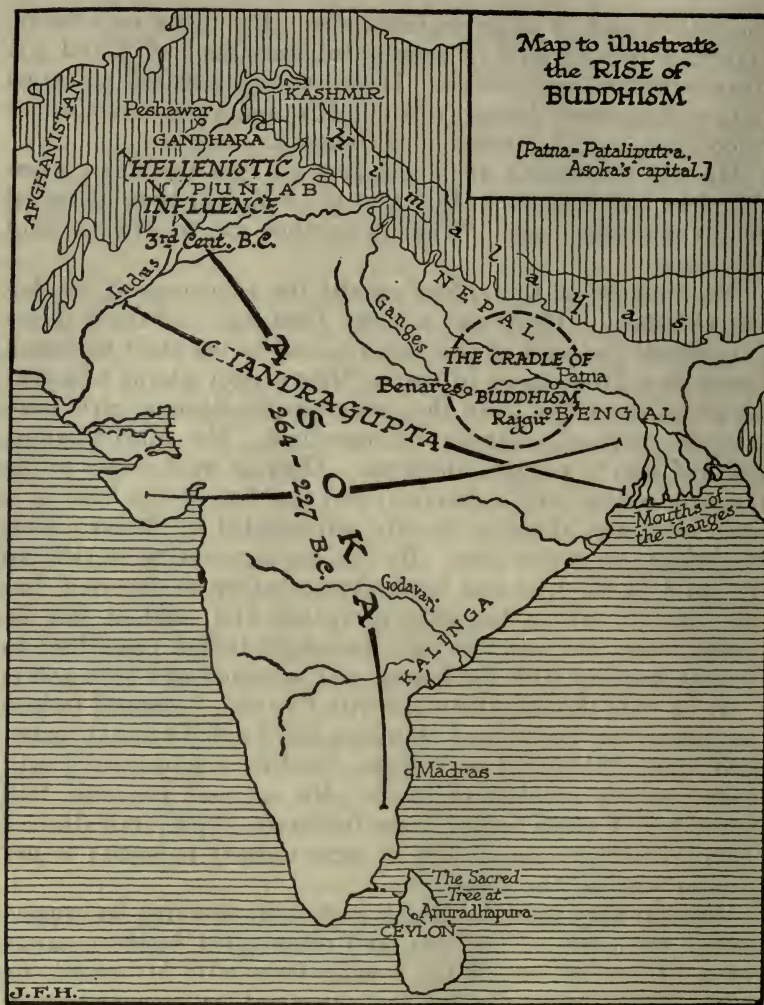 Map to illustrate
the RISE of
BUDDHISM
[Patna = Pataliputra,
Asoka's capital.]
AFGHANISTAN
KASHMIR
Peshawar
GANDHARA
Himalayas
HELLENISTIC
PUNJAB
INFLUENCE
3rd Cent. B.C.
Indus
NEPAL
Ganges
CHANDRAGUPTA
THE CRADLE OF
Patna
Benares
BUDDHISM
Rajgir
BENGAL
ASOKA
264-227 B.C.
Mouths of
the Ganges
Godavari
KALINGA
Madras
The Sacred
Tree at
Anuradhapura
CEYLON
J.F.H.